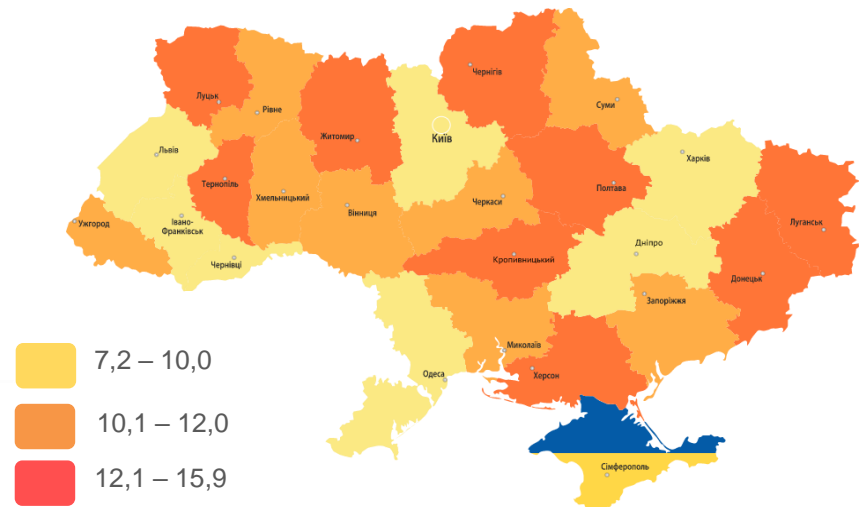 Чернігів
Луцьк
Рівне
Суми
Житомир
Київ
Львів
Харків
Тернопіль
Хмельницький
Черкаси
Полтава
Вінниця
Ужгород
Івано-
Франківськ
Луганськ
Дніпро
Чернівці
Кропивницький
Донецьк
Запоріжжя
Миколаїв
7,2 – 10,0
Одеса
Херсон
10,1 – 12,0
Сімферополь
12,1 – 15,9